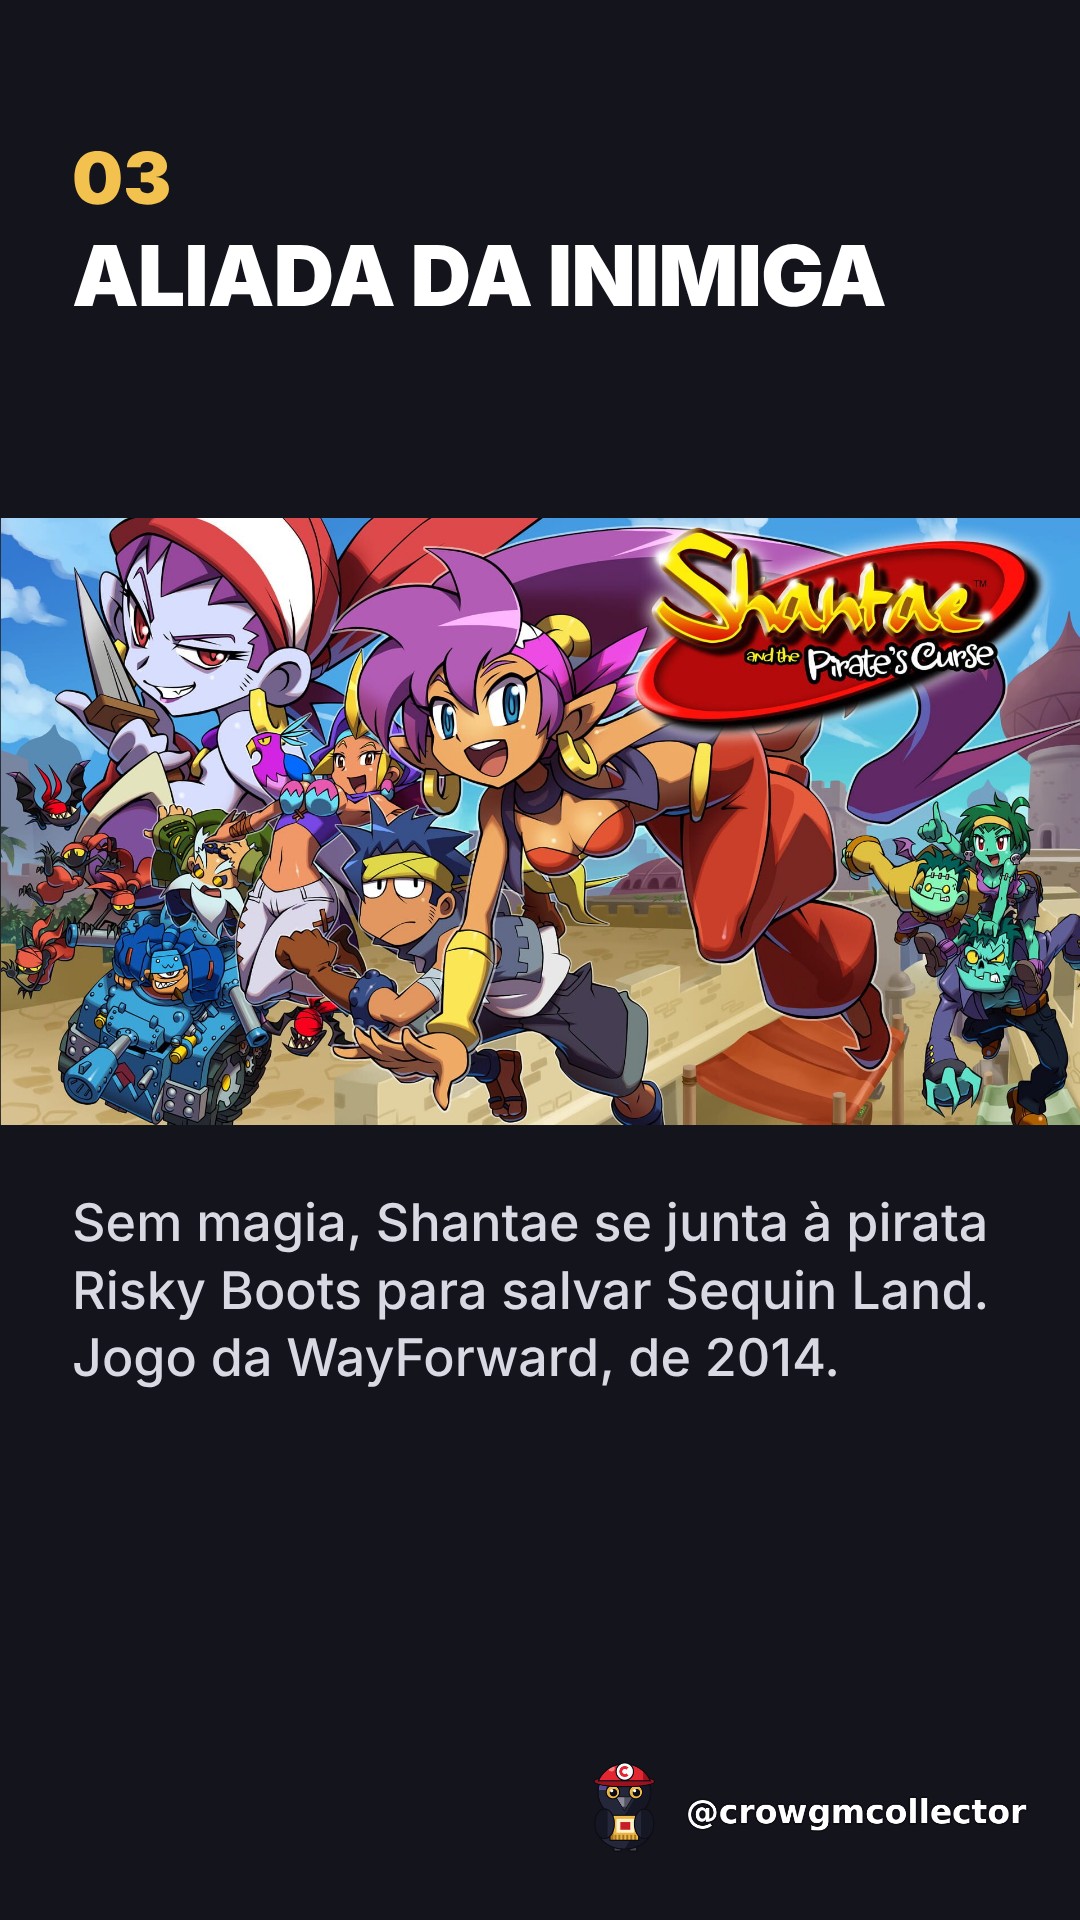 03
ALIADA DA INIMIGA
Shantae
TM
and the Pirate's Curse
Sem magia, Shantae se junta à pirata
Risky Boots para salvar Sequin Land.
Jogo da WayForward, de 2014.
C
@crowgmcollector